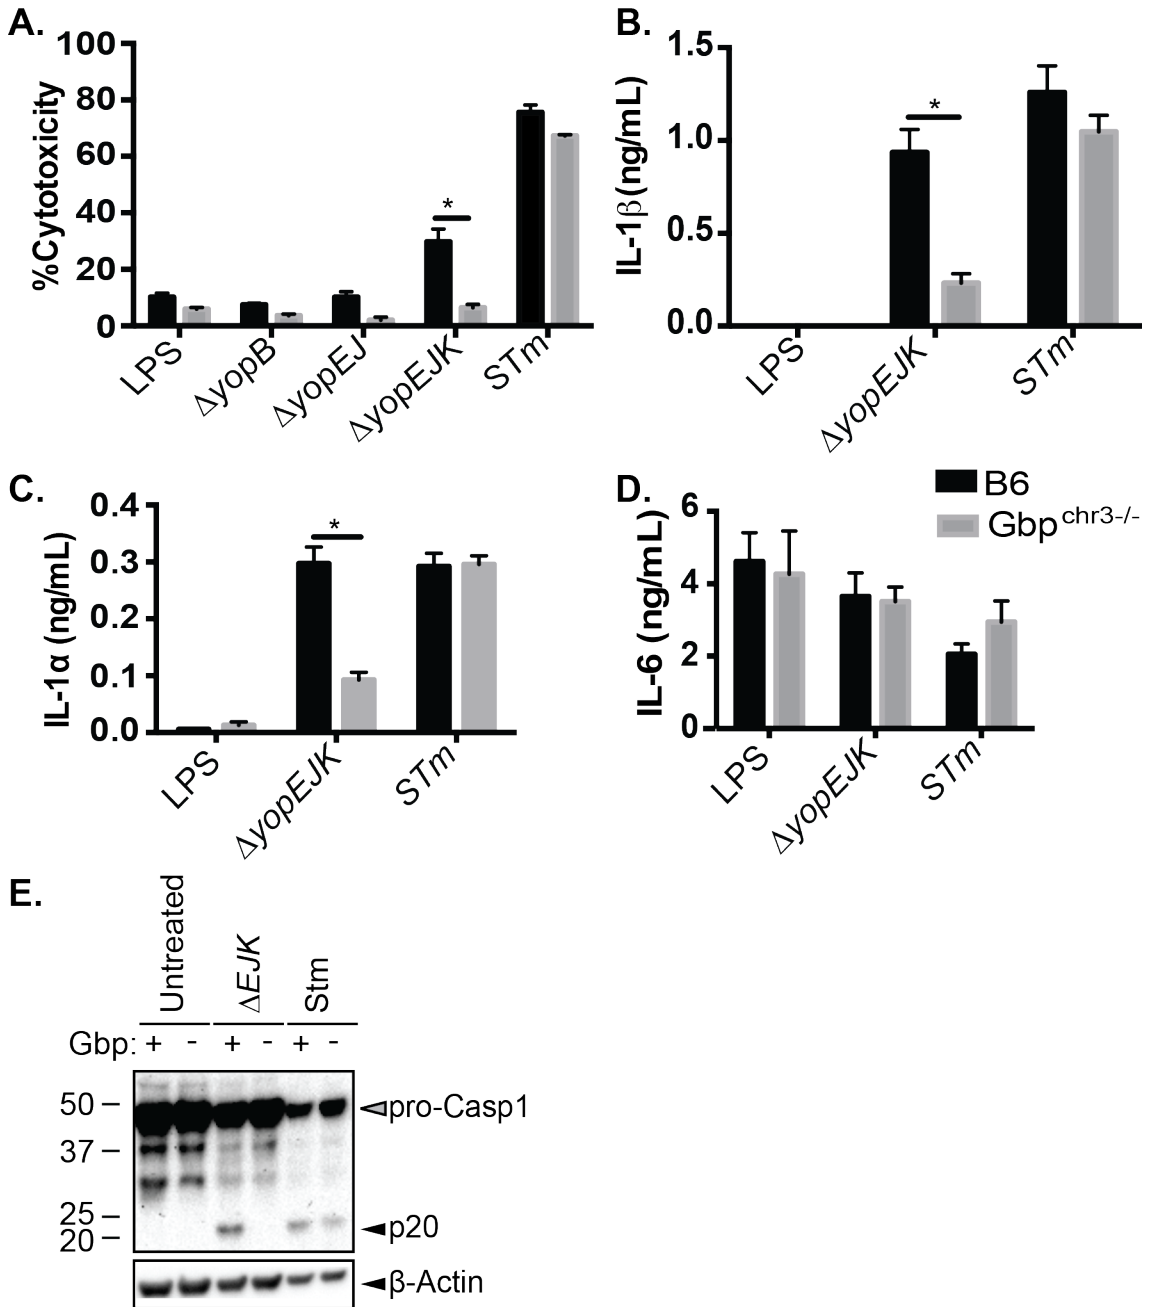 A.
100
80
60
40
20
0
%Cytotoxicity
*
LPS
ΔyopB
ΔyopEJ
ΔyopEJK
STm
B.
1.5
1.0
0.5
0.0
IL-1β(ng/mL)
*
LPS
ΔyopEJK
STm
C.
0.4
0.3
0.2
0.1
0.0
IL-1α (ng/mL)
*
LPS
ΔyopEJK
STm
D.
B6
Gbp chr3-/-
6
4
2
0
IL-6 (ng/mL)
LPS
ΔyopEJK
STm
E.
Untreated
ΔEJK
Stm
Gbp: + - + - + -
50
37
25
20
pro-Casp1
p20
β-Actin